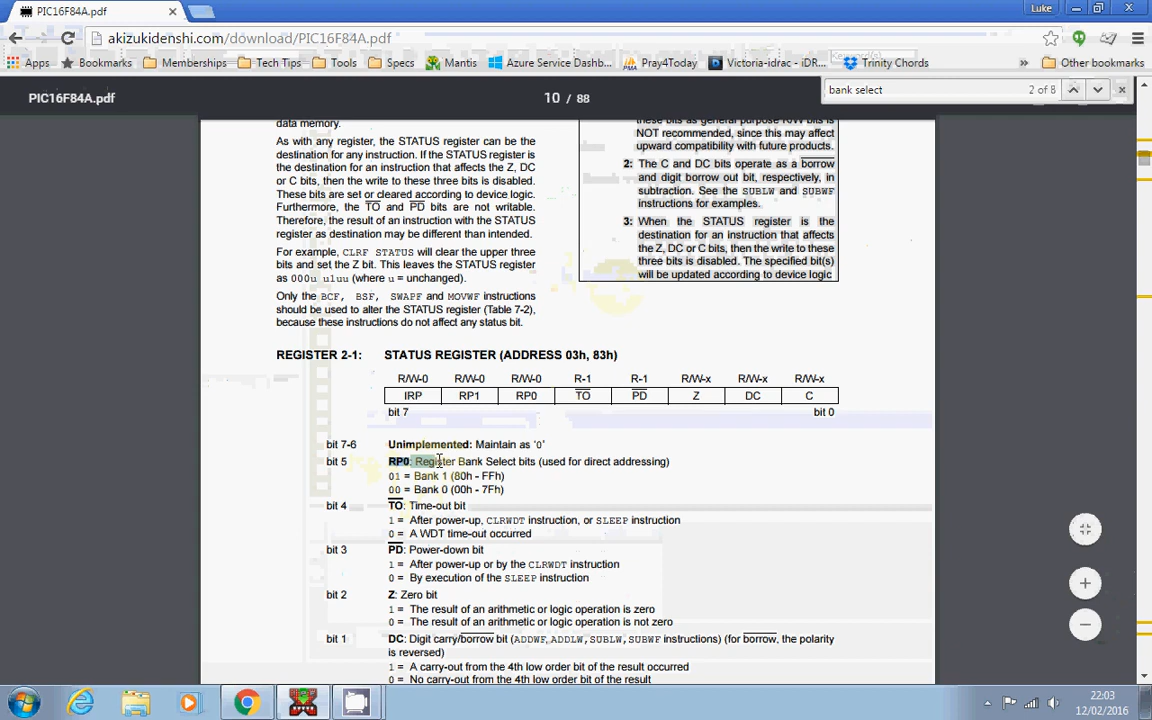 PIC16F84A.pdf
Luke
akizukidenshi.com/download/PIC16F84A.pdf
Apps Bookmarks Memberships Tech Tips Tools Specs Mantis Azure Service Dashb... Pray4Today Victoria-idrac - iDR... Trinity Chords » Other bookmarks
PIC16F84A.pdf
10 / 88
bank select 2 of 8
data memory.
As with any register, the STATUS register can be the
destination for any instruction. If the STATUS register is
the destination for an instruction that affects the Z, DC
or C bits, then the write to these three bits is disabled.
These bits are set or cleared according to device logic.
Furthermore, the TO and PD bits are not writable.
Therefore, the result of an instruction with the STATUS
register as destination may be different than intended.
For example, CLRF STATUS will clear the upper three
bits and set the Z bit. This leaves the STATUS register
as 000u u1uu (where u = unchanged).
Only the BCF, BSF, SWAPF and MOVWF instructions
should be used to alter the STATUS register (Table 7-2),
because these instructions do not affect any status bit.
these bits as general purpose R/W bits is
NOT recommended, since this may affect
upward compatibility with future products.
2: The C and DC bits operate as a borrow
and digit borrow out bit, respectively, in
subtraction. See the SUBLW and SUBWF
instructions for examples.
3: When the STATUS register is the
destination for an instruction that affects
the Z, DC or C bits, then the write to these
three bits is disabled. The specified bit(s)
will be updated according to device logic
REGISTER 2-1: STATUS REGISTER (ADDRESS 03h, 83h)
R/W-0 R/W-0 R/W-0 R-1 R-1 R/W-x R/W-x R/W-x
IRP RP1 RP0 TO PD Z DC C
bit 7 bit 0
bit 7-6 Unimplemented: Maintain as '0'
bit 5 RP0: Register Bank Select bits (used for direct addressing)
01 = Bank 1 (80h - FFh)
00 = Bank 0 (00h - 7Fh)
bit 4 TO: Time-out bit
1 = After power-up, CLRWDT instruction, or SLEEP instruction
0 = A WDT time-out occurred
bit 3 PD: Power-down bit
1 = After power-up or by the CLRWDT instruction
0 = By execution of the SLEEP instruction
bit 2 Z: Zero bit
1 = The result of an arithmetic or logic operation is zero
0 = The result of an arithmetic or logic operation is not zero
bit 1 DC: Digit carry/borrow bit (ADDWF, ADDLW, SUBLW, SUBWF instructions) (for borrow, the polarity
is reversed)
1 = A carry-out from the 4th low order bit of the result occurred
0 = No carry-out from the 4th low order bit of the result
22:03
12/02/2016